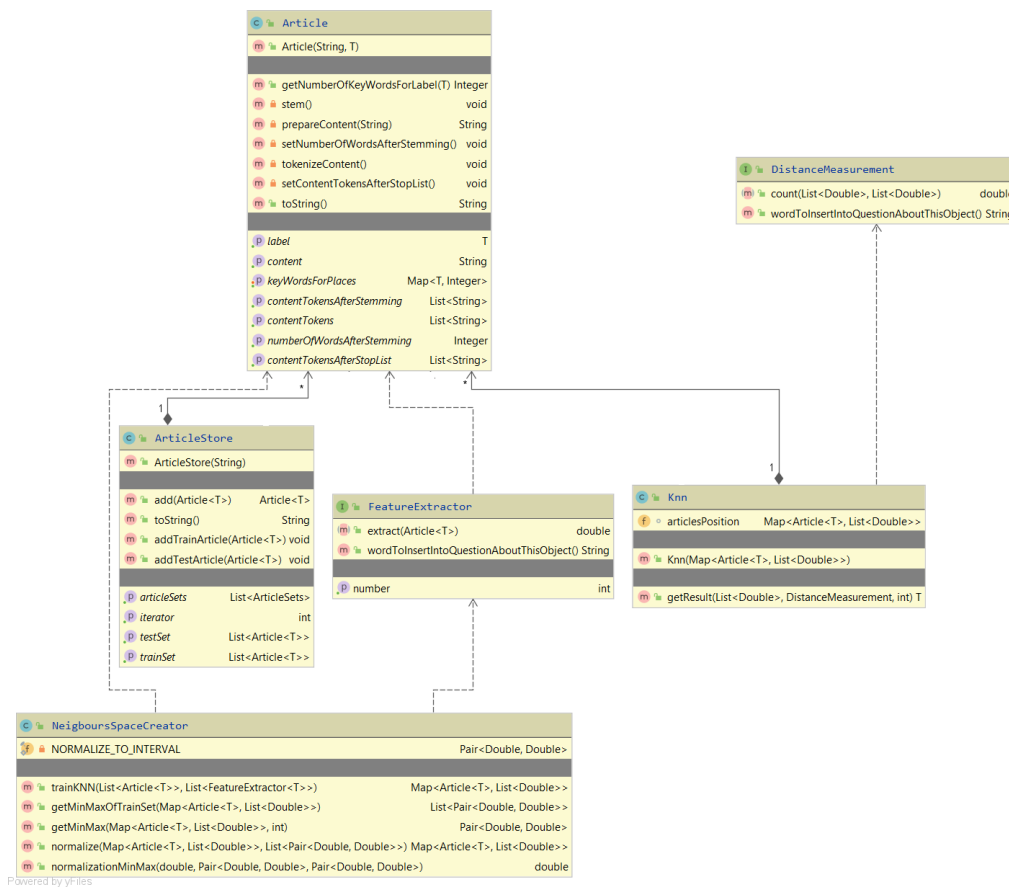 Article
Article(String, T)
getNumberOfKeyWordsForLabel(T) Integer
stem() void
prepareContent(String) String
setNumberOfWordsAfterStemming() void
tokenizeContent() void
setContentTokensAfterStopList() void
toString() String
label T
content String
keyWordsForPlaces Map<T, Integer>
contentTokensAfterStemming List<String>
contentTokens List<String>
numberOfWordsAfterStemming Integer
contentTokensAfterStopList List<String>
DistanceMeasurement
count(List<Double>, List<Double>) doubl
wordToInsertIntoQuestionAboutThisObject() String
*
*
1
1
ArticleStore
ArticleStore(String)
add(Article<T>) Article<T>
toString() String
addTrainArticle(Article<T>) void
addTestArticle(Article<T>) void
articleSets List<ArticleSets>
iterator int
testSet List<Article<T>>
trainSet List<Article<T>>
FeatureExtractor
extract(Article<T>) double
wordToInsertIntoQuestionAboutThisObject() String
number int
Knn
articlesPosition Map<Article<T>, List<Double>>
Knn(Map<Article<T>, List<Double>>)
getResult(List<Double>, DistanceMeasurement, int) T
NeigboursSpaceCreator
NORMALIZE_TO_INTERVAL Pair<Double, Double>
trainKNN(List<Article<T>>, List<FeatureExtractor<T>>) Map<Article<T>, List<Double>>
getMinMaxOfTrainSet(Map<Article<T>, List<Double>>) List<Pair<Double, Double>
getMinMax(Map<Article<T>, List<Double>>, int) Pair<Double, Double>
normalize(Map<Article<T>, List<Double>>, List<Pair<Double, Double>>) Map<Article<T>, List<Double>>
normalizationMinMax(double, Pair<Double, Double>, Pair<Double, Double>) double
Powered by yFiles